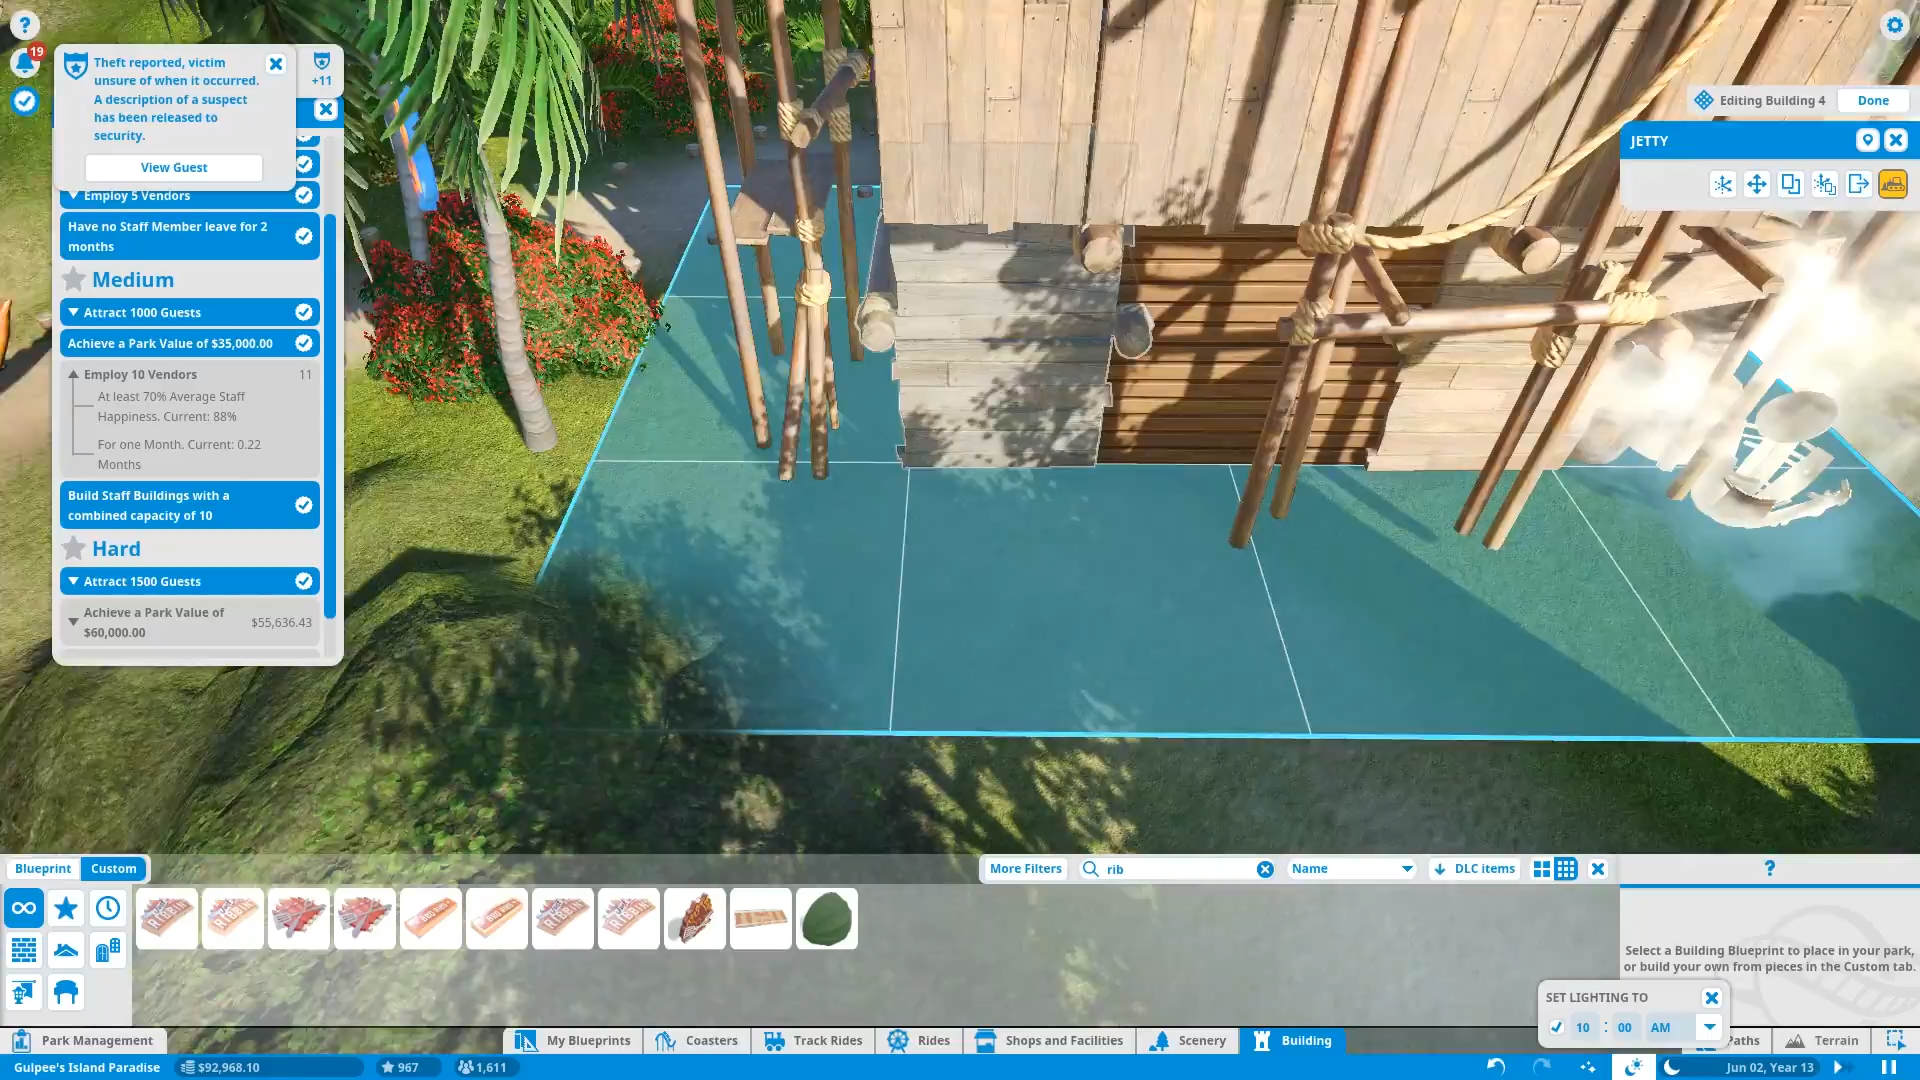 19
Theft reported, victim
unsure of when it occurred.
A description of a suspect
has been released to
security.
View Guest
+11
Employ 5 Vendors
Have no Staff Member leave for 2
months
Medium
Attract 1000 Guests
Achieve a Park Value of $35,000.00
Employ 10 Vendors 11
At least 70% Average Staff
Happiness. Current: 88%
For one Month. Current: 0.22
Months
Build Staff Buildings with a
combined capacity of 10
Hard
Attract 1500 Guests
Achieve a Park Value of
$60,000.00 $55,636.43
Editing Building 4 Done
JETTY
Blueprint Custom
More Filters rib Name DLC items
?
Select a Building Blueprint to place in your park,
or build your own from pieces in the Custom tab.
SET LIGHTING TO
10 : 00 AM
Park Management My Blueprints Coasters Track Rides Rides Shops and Facilities Scenery Building Paths Terrain
Gulpee's Island Paradise $92,968.10 967 1,611 Jun 02, Year 13